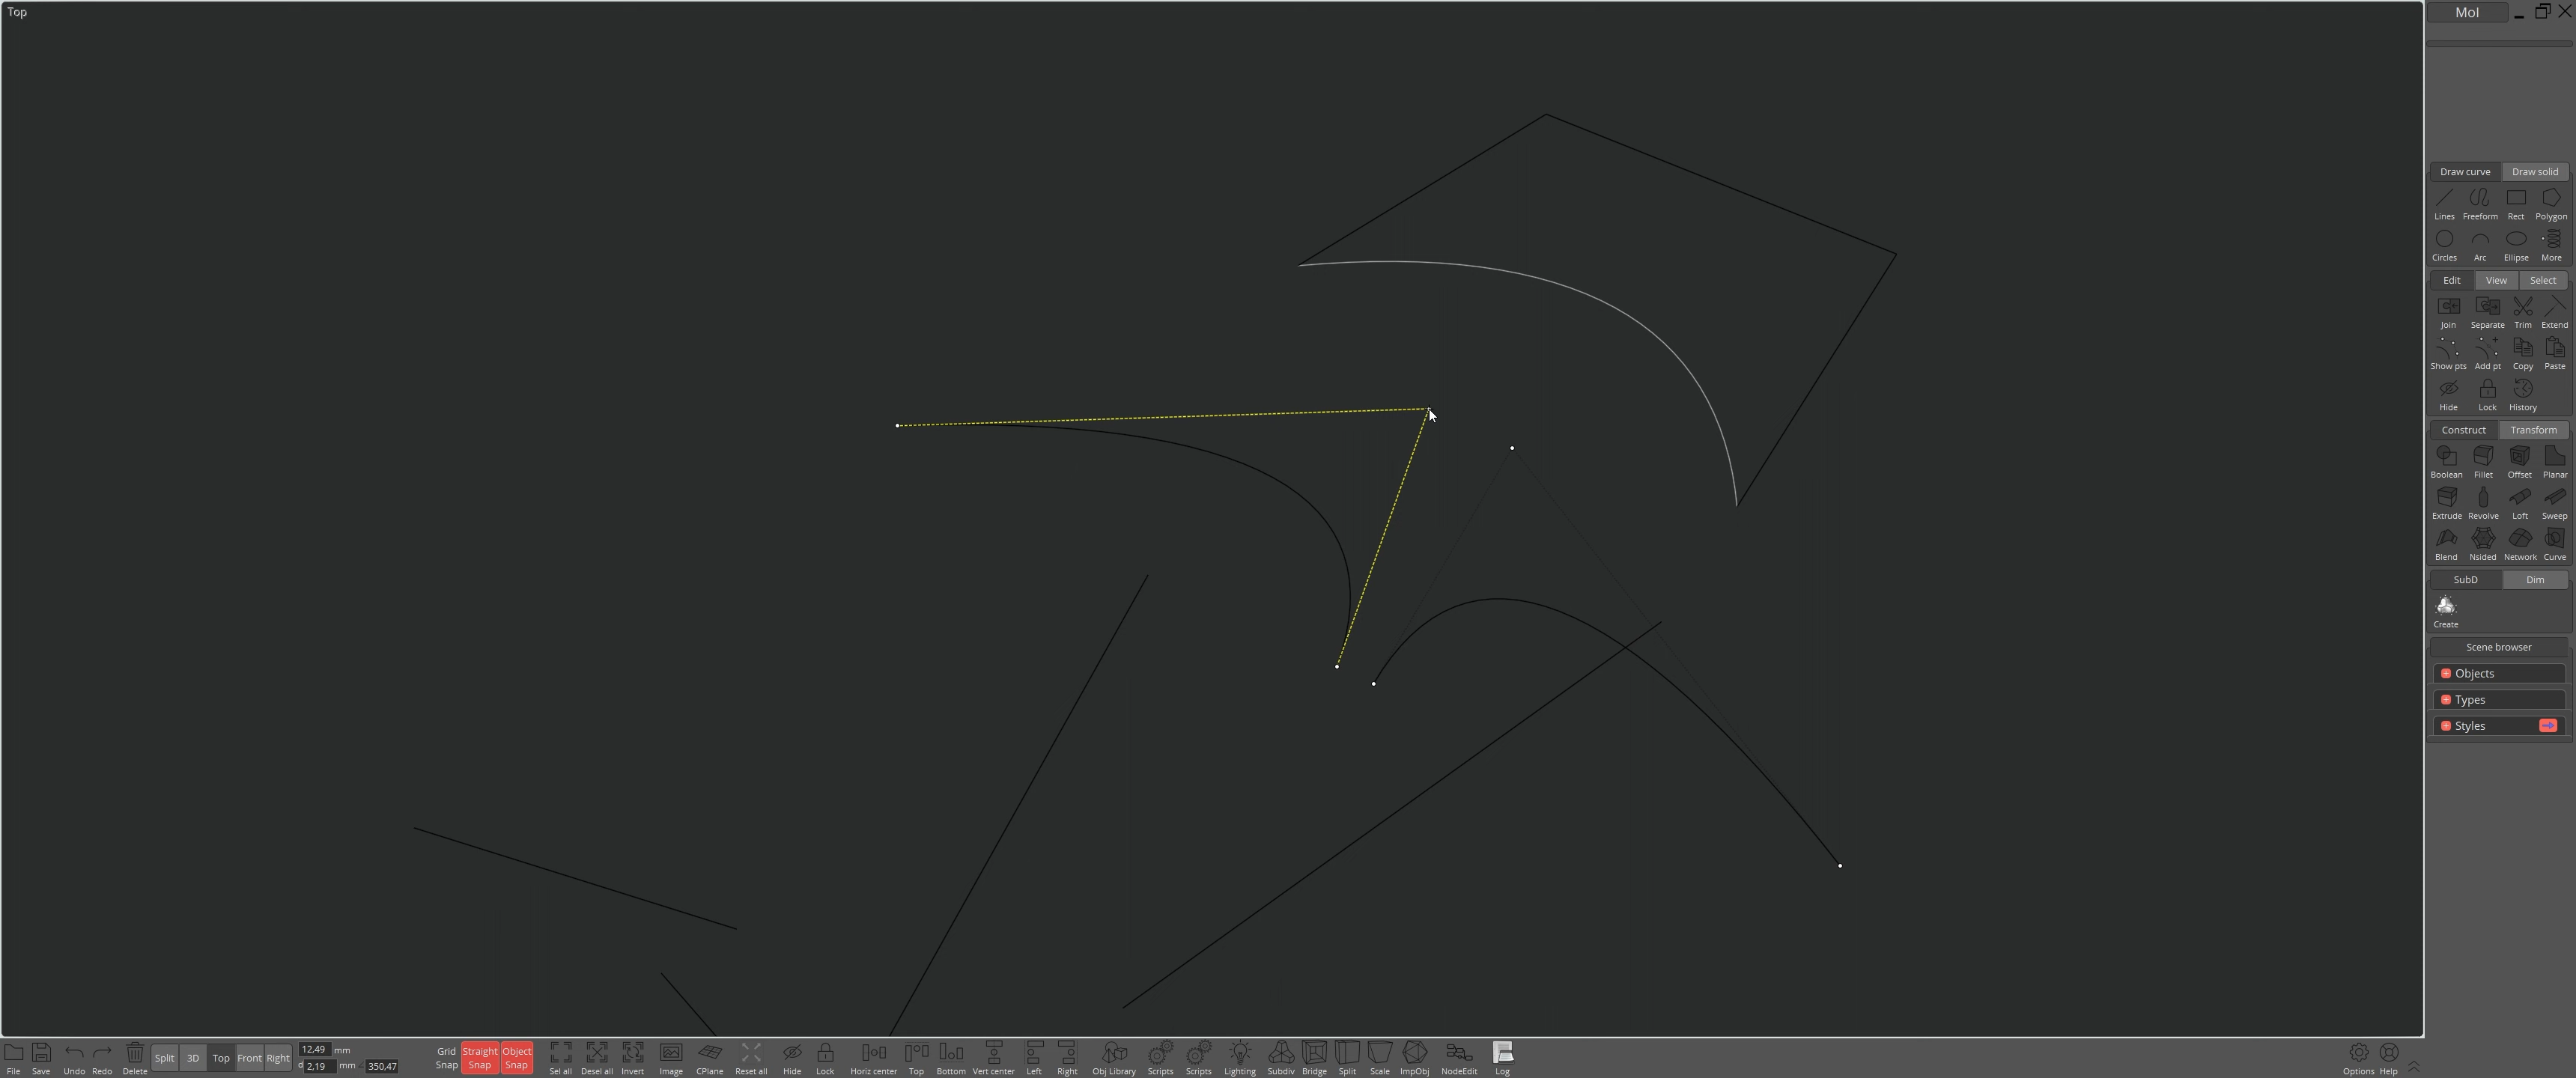 Top
MoI
Draw curve Draw solid
Lines Freeform Rect Polygon
Circles Arc Ellipse More
Edit View Select
Join Separate Trim Extend
Show pts Add pt Copy Paste
Hide Lock History
Construct Transform
Boolean Fillet Offset Planar
Extrude Revolve Loft Sweep
Blend Nsided Network Curve
SubD Dim
Create
Scene browser
Objects
Types
Styles
File Save Undo Redo Delete Split 3D Top Front Right
12,49 mm
d 2,19 mm 350,47
Grid Snap Straight Snap Object Snap
Sel all Desel all Invert Image CPlane Reset all Hide Lock Horiz center Top Bottom Vert center Left Right Obj Library Scripts Scripts Lighting Subdiv Bridge Split Scale ImpObj NodeEdit Log Options Help